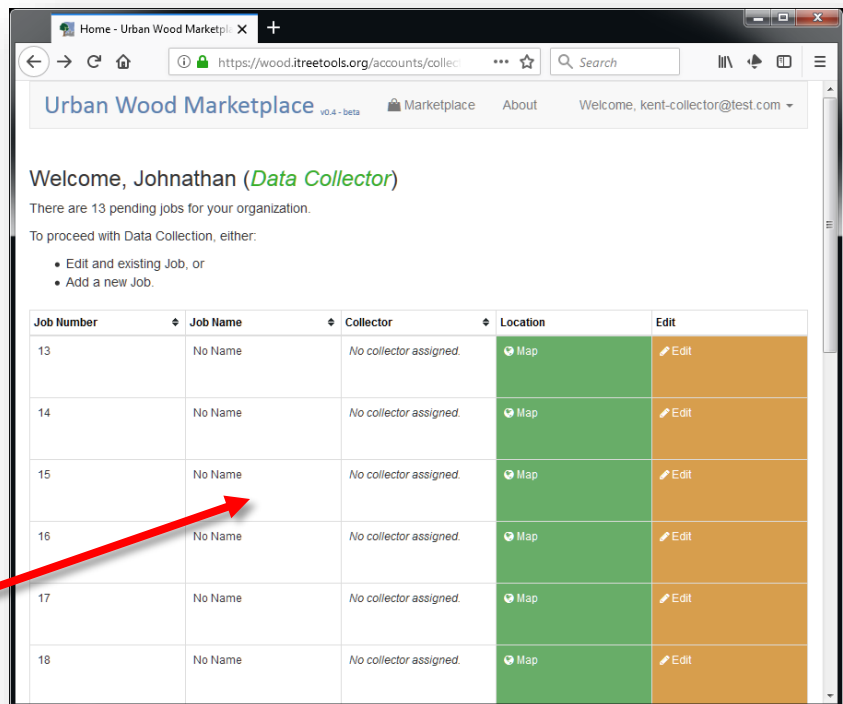 Home - Urban Wood Marketpl
https://wood.itreetools.org/accounts/collec
Search
Urban Wood Marketplace v0.4 - beta Marketplace About Welcome, kent-collector@test.com
Welcome, Johnathan (Data Collector)
There are 13 pending jobs for your organization.
To proceed with Data Collection, either:
• Edit and existing Job, or
• Add a new Job.
Job Number Job Name Collector Location Edit
13 No Name No collector assigned. Map Edit
14 No Name No collector assigned. Map Edit
15 No Name No collector assigned. Map Edit
16 No Name No collector assigned. Map Edit
17 No Name No collector assigned. Map Edit
18 No Name No collector assigned. Map Edit